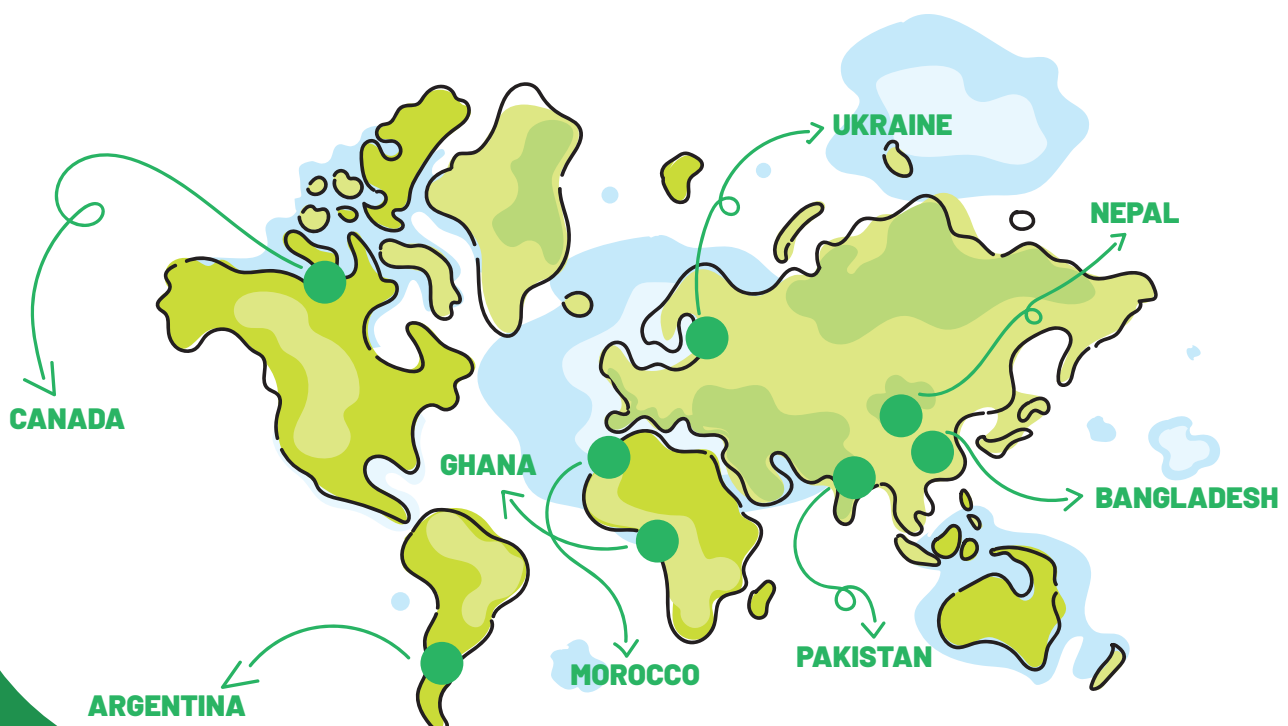 UKRAINE
NEPAL
CANADA
GHANA
BANGLADESH
PAKISTAN
MOROCCO
ARGENTINA